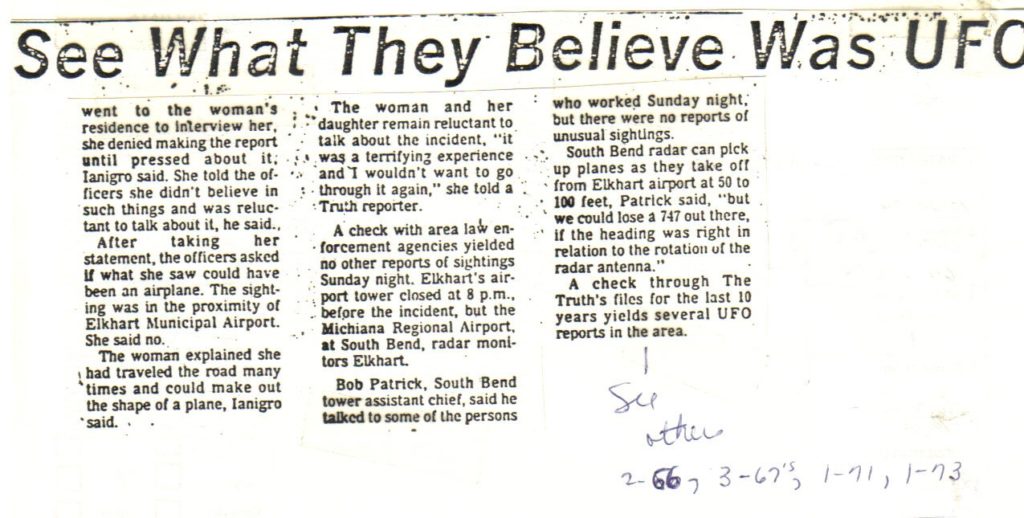 See What They Believe Was UFO
went to the woman's
residence to interview her,
she denied making the report
until pressed about it,
Ianigro said. She told the of-
ficers she didn't believe in
such things and was reluc-
tant to talk about it, he said.
After taking her
statement, the officers asked
if what she saw could have
been an airplane. The sight-
ing was in the proximity of
Elkhart Municipal Airport.
She said no.
The woman explained she
had traveled the road many
times and could make out
the shape of a plane, Ianigro
said.
The woman and her
daughter remain reluctant to
talk about the incident, "it
was a terrifying experience
and I wouldn't want to go
through it again," she told a
Truth reporter.
A check with area law en-
forcement agencies yielded
no other reports of sightings
Sunday night. Elkhart's air-
port tower closed at 8 p.m.,
before the incident, but the
Michiana Regional Airport,
at South Bend, radar moni-
tors Elkhart.
Bob Patrick, South Bend
tower assistant chief, said he
talked to some of the persons
who worked Sunday night,
but there were no reports of
unusual sightings.
South Bend radar can pick
up planes as they take off
from Elkhart airport at 50 to
100 feet, Patrick said, "but
we could lose a 747 out there,
if the heading was right in
relation to the rotation of the
radar antenna."
A check through The
Truth's files for the last 10
years yields several UFO
reports in the area.
See
others
2-66, 3-67's, 1-71, 1-73